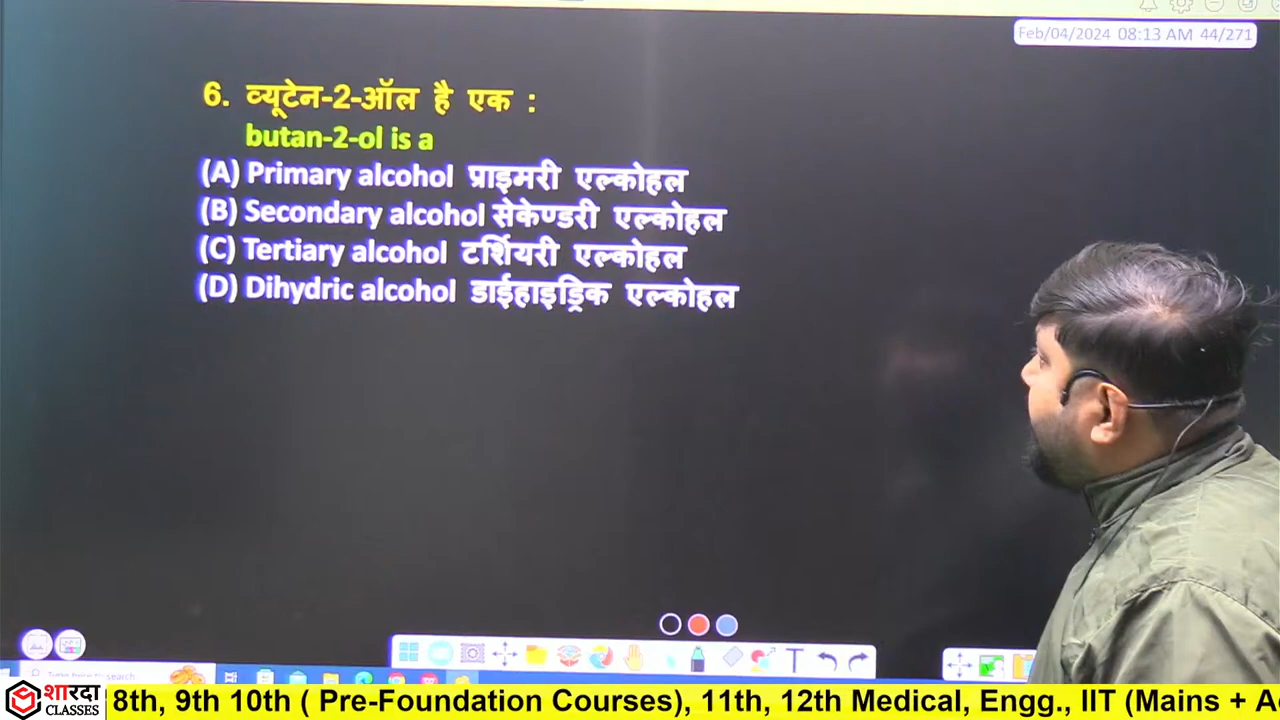 Feb/04/2024 08:13 AM 44/271
6. व्यूटेन-2-ऑल है एक :
butan-2-ol is a
(A) Primary alcohol प्राइमरी एल्कोहल
(B) Secondary alcohol सेकेण्डरी एल्कोहल
(C) Tertiary alcohol टर्शियरी एल्कोहल
(D) Dihydric alcohol डाईहाइड्रिक एल्कोहल
शारदा
CLASSES
8th, 9th 10th ( Pre-Foundation Courses), 11th, 12th Medical, Engg., IIT (Mains + A